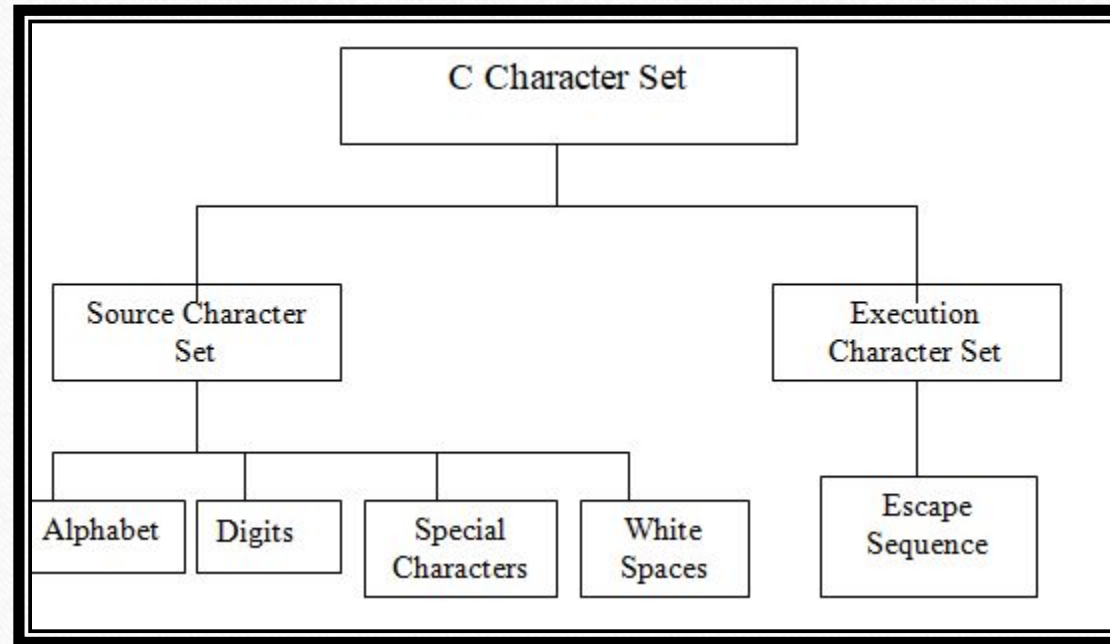 C Character Set
Source Character
Set
Execution
Character Set
Alphabet
Digits
Special
Characters
White
Spaces
Escape
Sequence